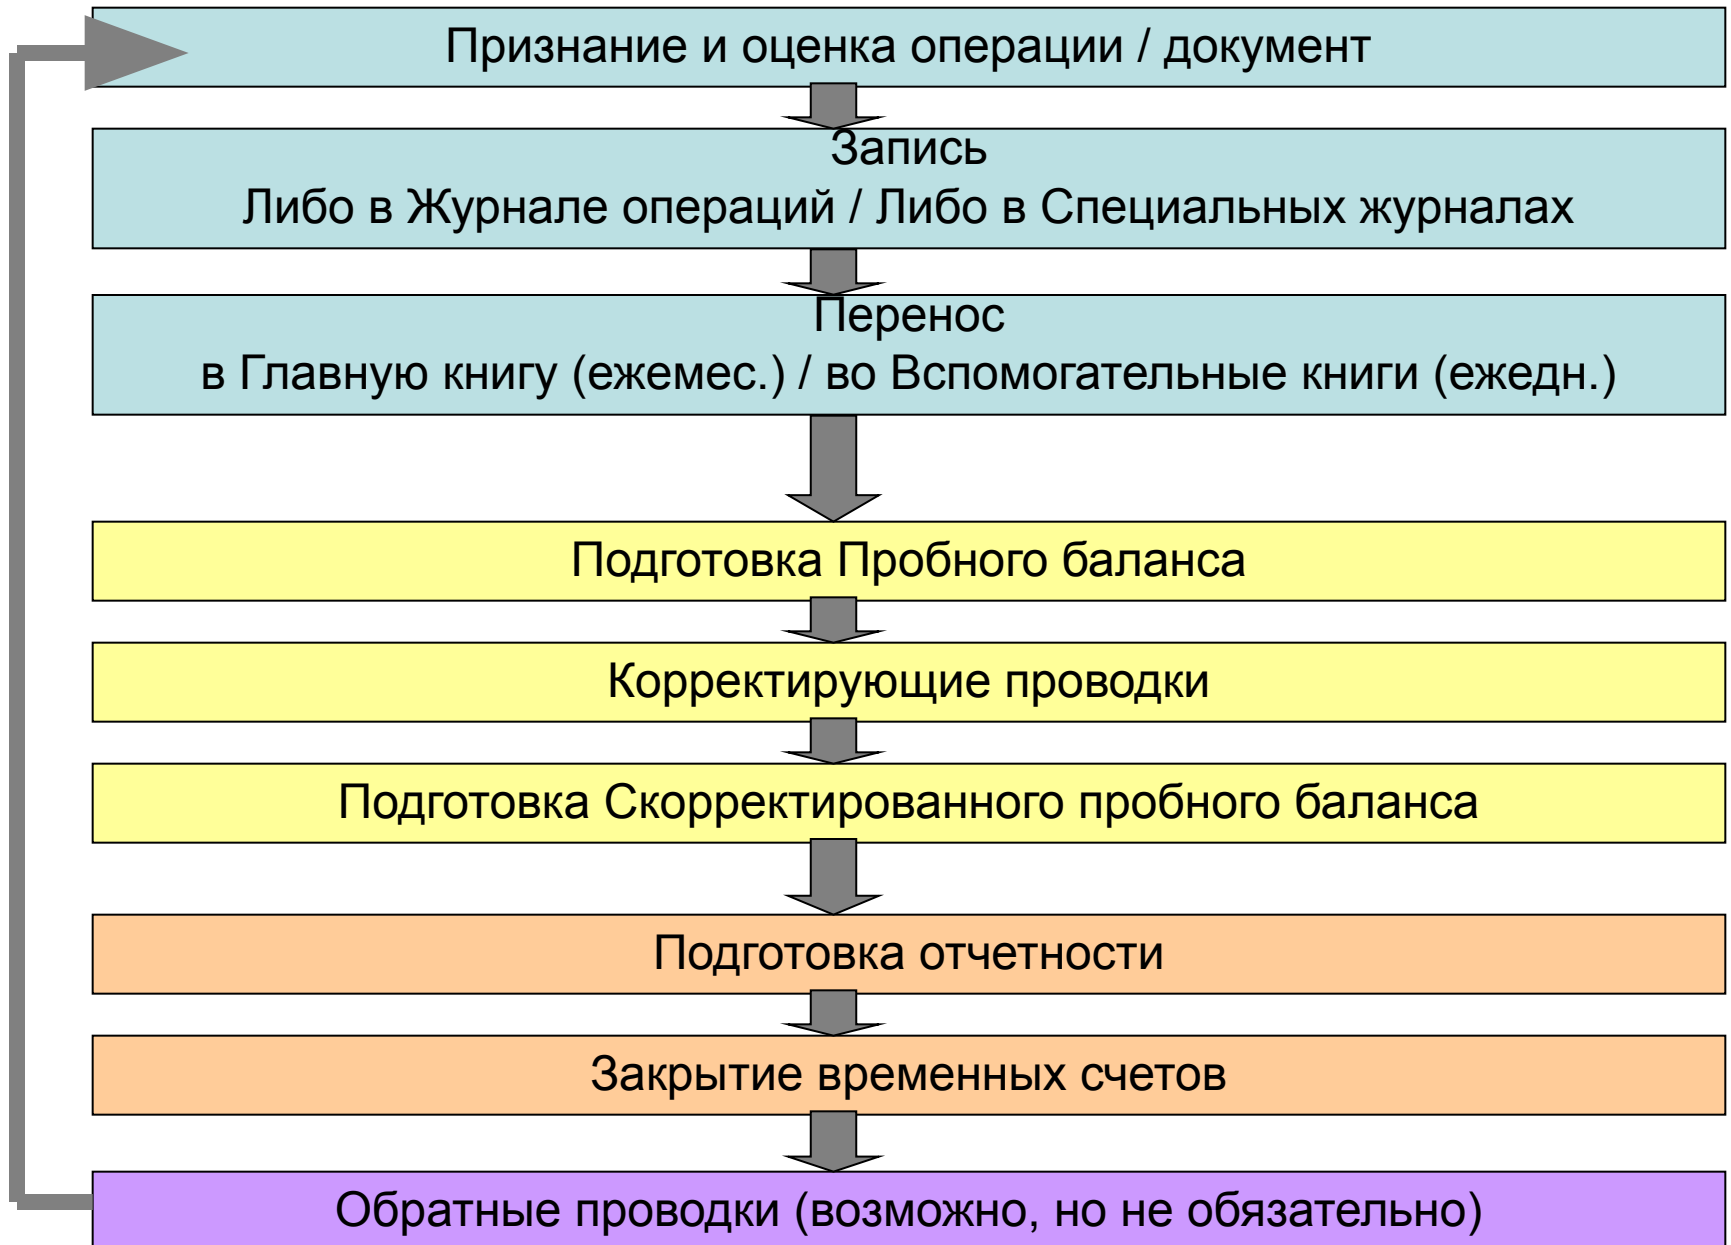 Признание и оценка операции / документ
Запись
Либо в Журнале операций / Либо в Специальных журналах
Перенос
в Главную книгу (ежемес.) / во Вспомогательные книги (ежедн.)
Подготовка Пробного баланса
Корректирующие проводки
Подготовка Скорректированного пробного баланса
Подготовка отчетности
Закрытие временных счетов
Обратные проводки (возможно, но не обязательно)